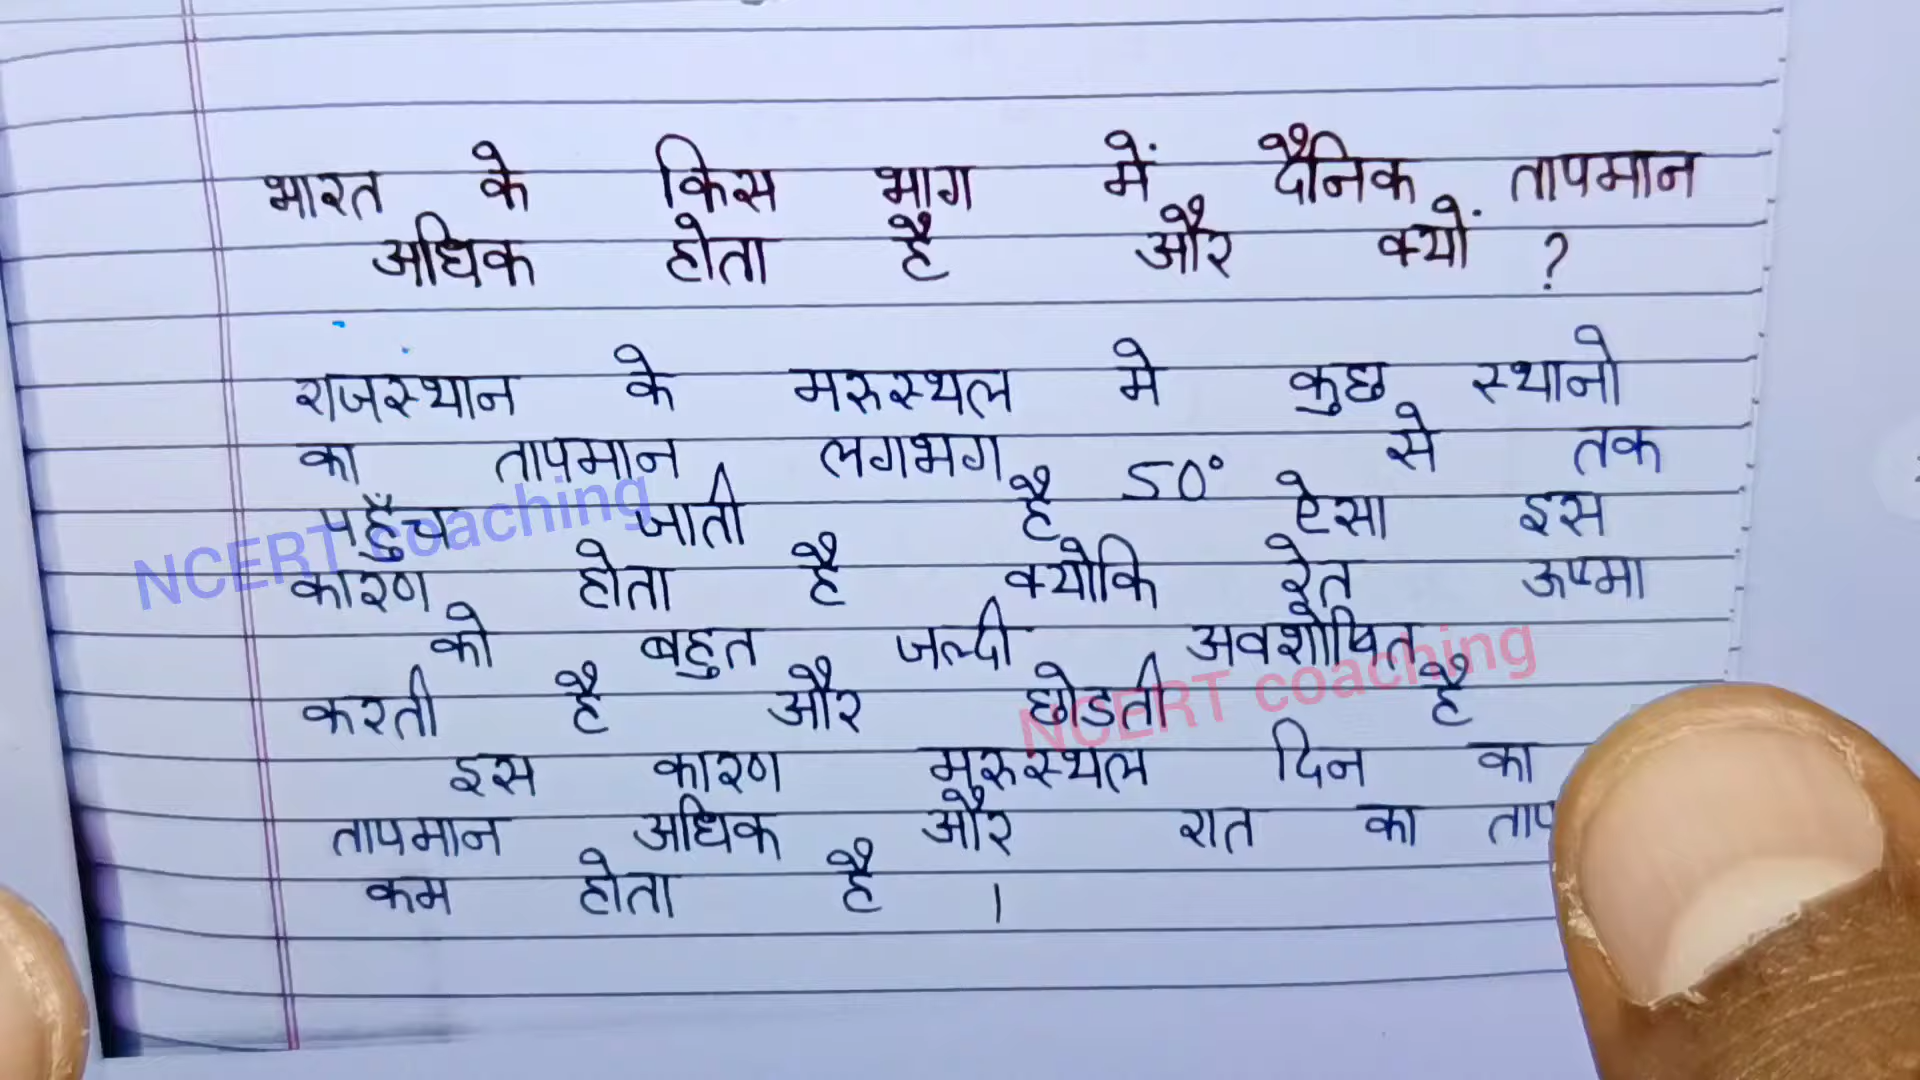 भारत के किस भाग में दैनिक तापमान
अधिक होता है और क्यों ?
राजस्थान के मरुस्थल मे कुछ स्थानो
का तापमान लगभग 50° से तक
पहुँच जाती है ऐसा इस
कारण होता है क्योकि रेत ऊष्मा
को बहुत जल्दी अवशोषित
करती है और छोडती है
इस कारण मुरुस्थल दिन का
तापमान अधिक और रात का
कम होता है ।
NCERT coaching
NCERT coaching